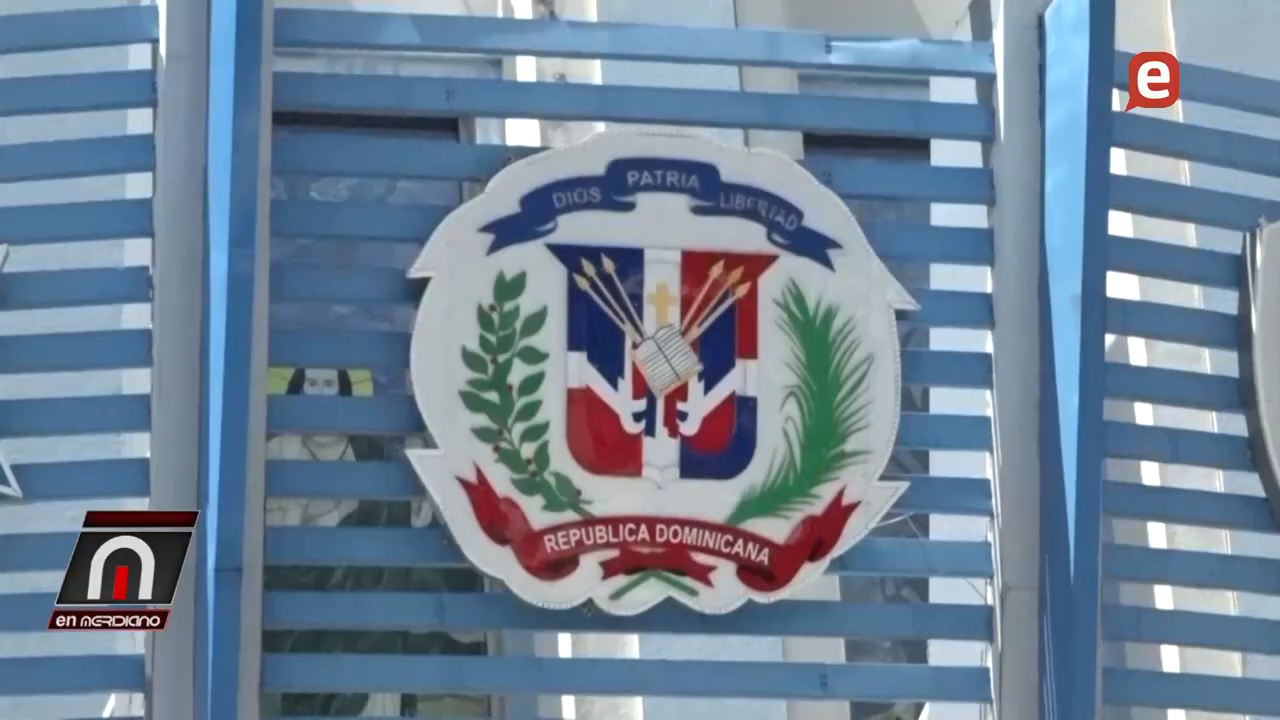 e
DIOS PATRIA LIBERTAD
REPUBLICA DOMINICANA
en MERIDIANO